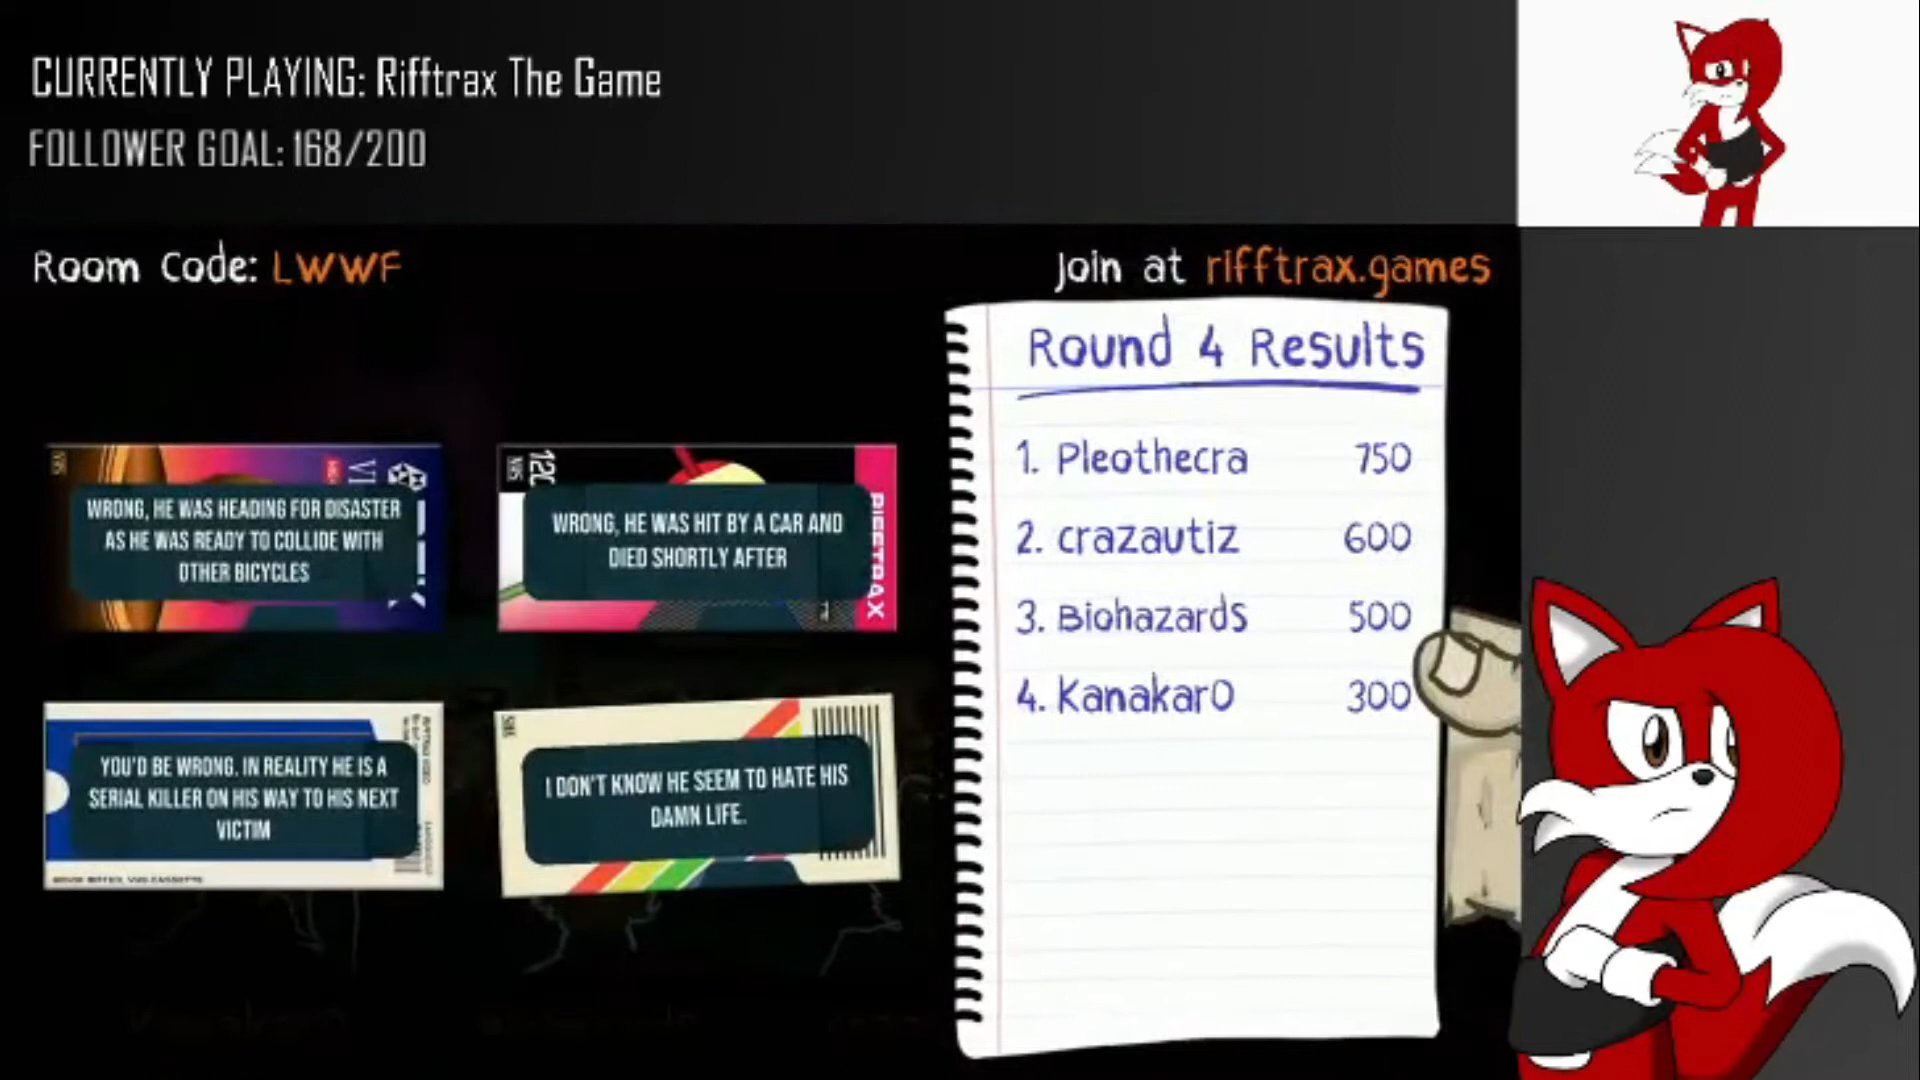 CURRENTLY PLAYING: Rifftrax The Game
FOLLOWER GOAL: 168/200
Room Code: LWWF
Join at rifftrax.games
Round 4 Results
1. Pleothecra 750
2. crazautiz 600
3. Biohazards 500
4. Kanakar0 300
WRONG, HE WAS HEADING FOR DISASTER
AS HE WAS READY TO COLLIDE WITH
OTHER BICYCLES
120
VHS
WRONG, HE WAS HIT BY A CAR AND
DIED SHORTLY AFTER
RIFFTRAX
YOU'D BE WRONG. IN REALITY HE IS A
SERIAL KILLER ON HIS WAY TO HIS NEXT
VICTIM
I DON'T KNOW HE SEEM TO HATE HIS
DAMN LIFE.